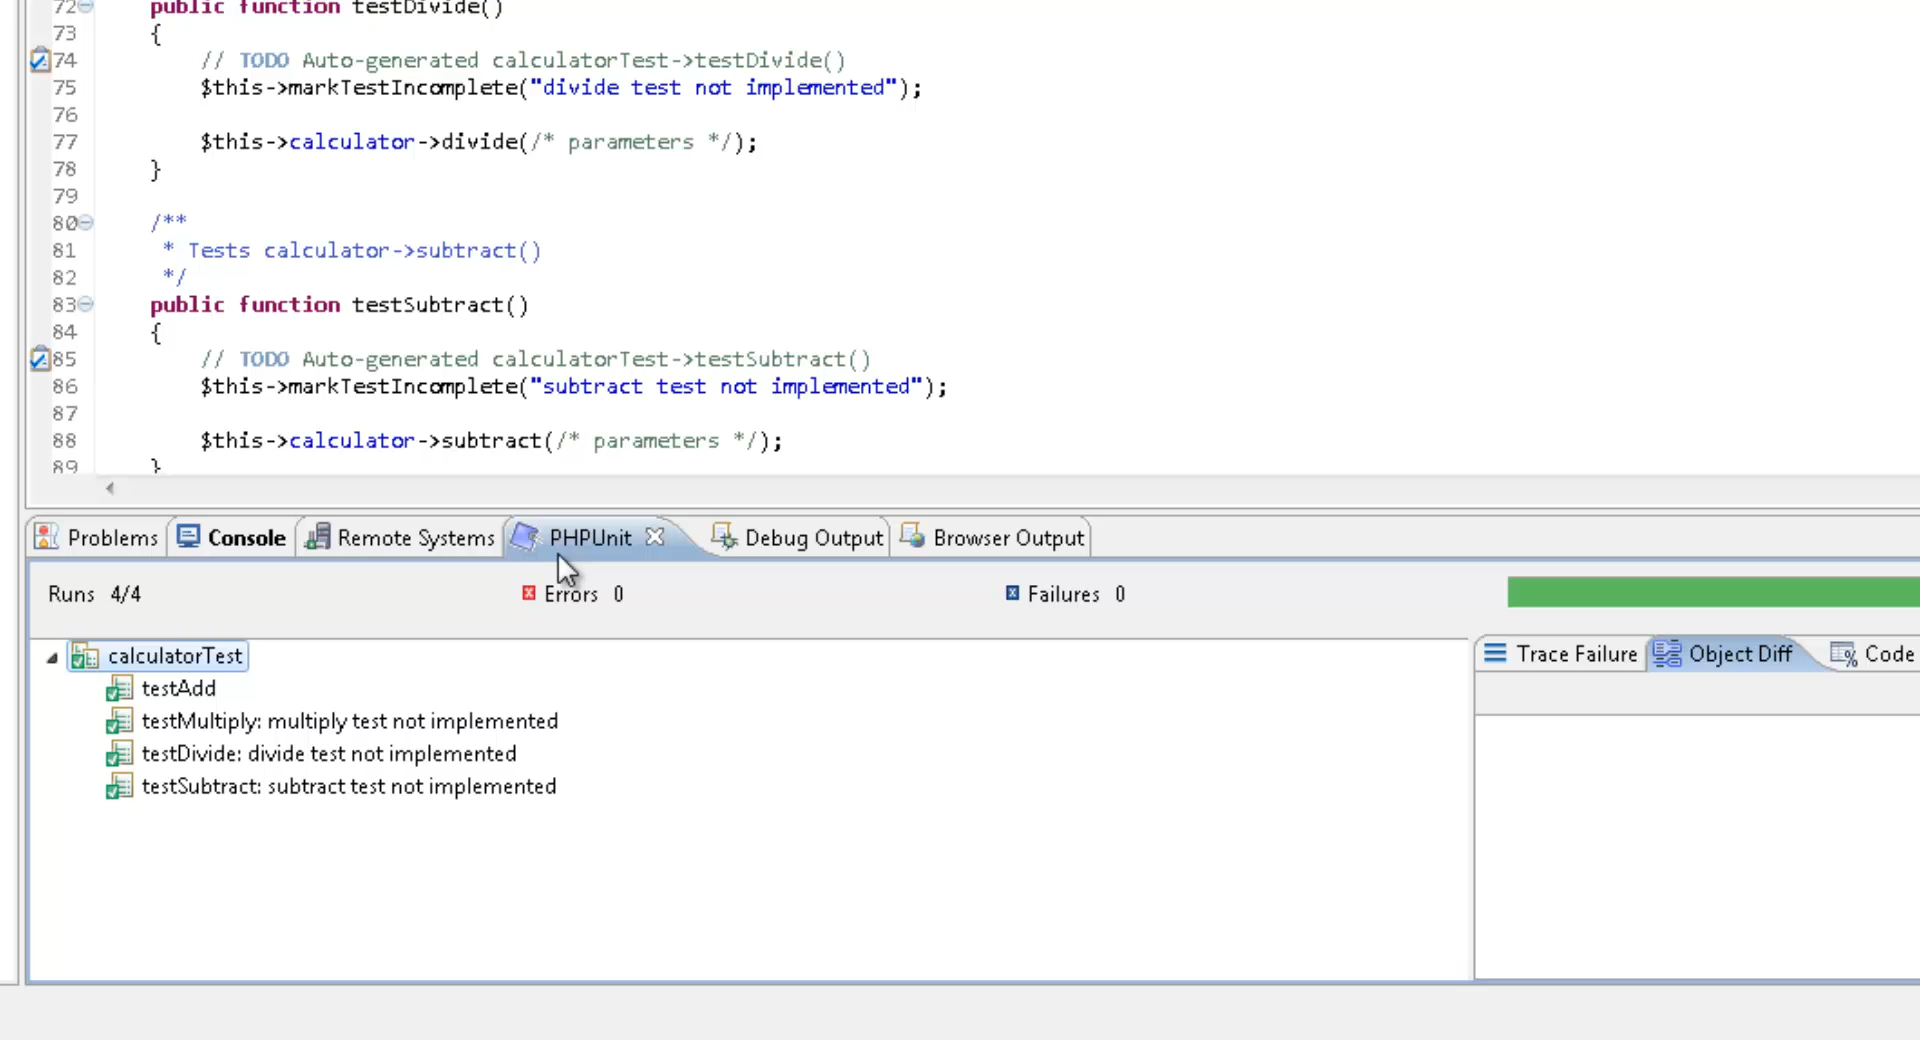 72 public function testDivide()
73 {
74 // TODO Auto-generated calculatorTest->testDivide()
75 $this->markTestIncomplete("divide test not implemented");
76
77 $this->calculator->divide(/* parameters */);
78 }
79
80 /**
81 * Tests calculator->subtract()
82 */
83 public function testSubtract()
84 {
85 // TODO Auto-generated calculatorTest->testSubtract()
86 $this->markTestIncomplete("subtract test not implemented");
87
88 $this->calculator->subtract(/* parameters */);
89 }
Problems Console Remote Systems PHPUnit Debug Output Browser Output
Runs 4/4 Errors 0 Failures 0
calculatorTest
testAdd
testMultiply: multiply test not implemented
testDivide: divide test not implemented
testSubtract: subtract test not implemented
Trace Failure Object Diff Code